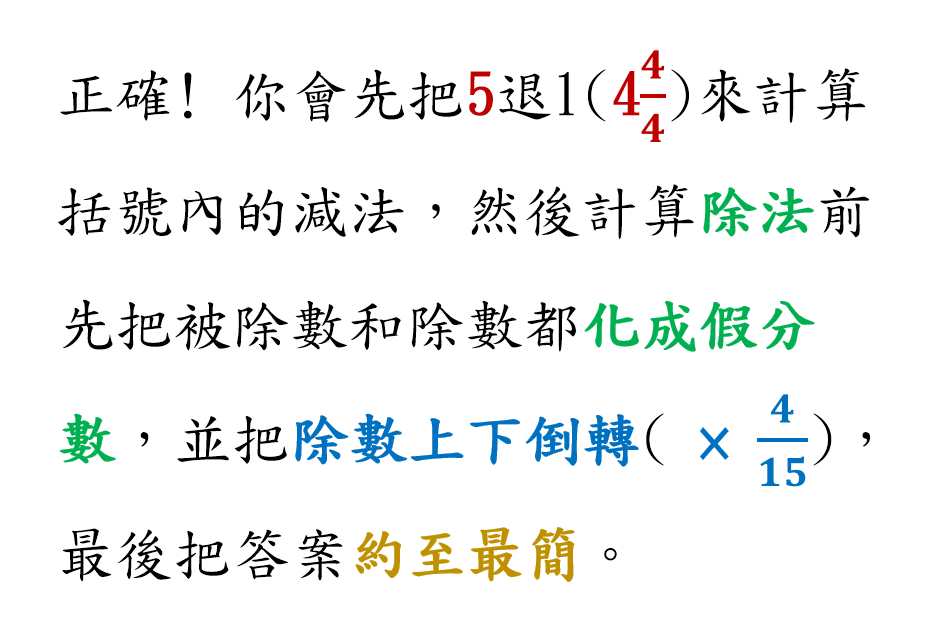 正確！你會先把5退1(4 4/4)來計算
括號內的減法，然後計算除法前
先把被除數和除數都化成假分
數，並把除數上下倒轉( × 4/15)，
最後把答案約至最簡。